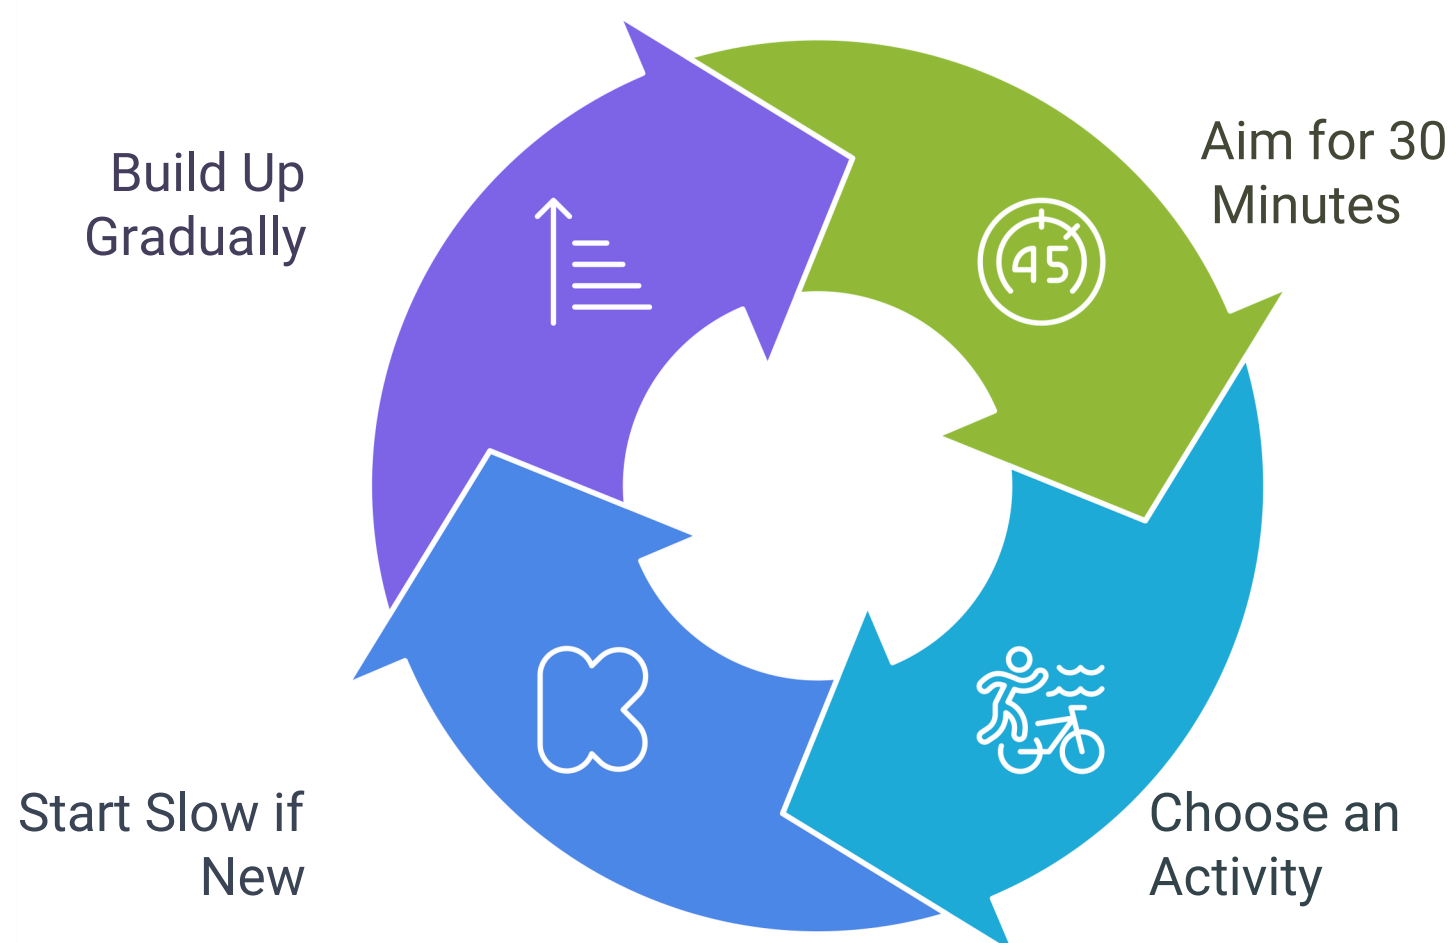 Build Up
Gradually
Aim for 30
Minutes
45
Start Slow if
New
Choose an
Activity